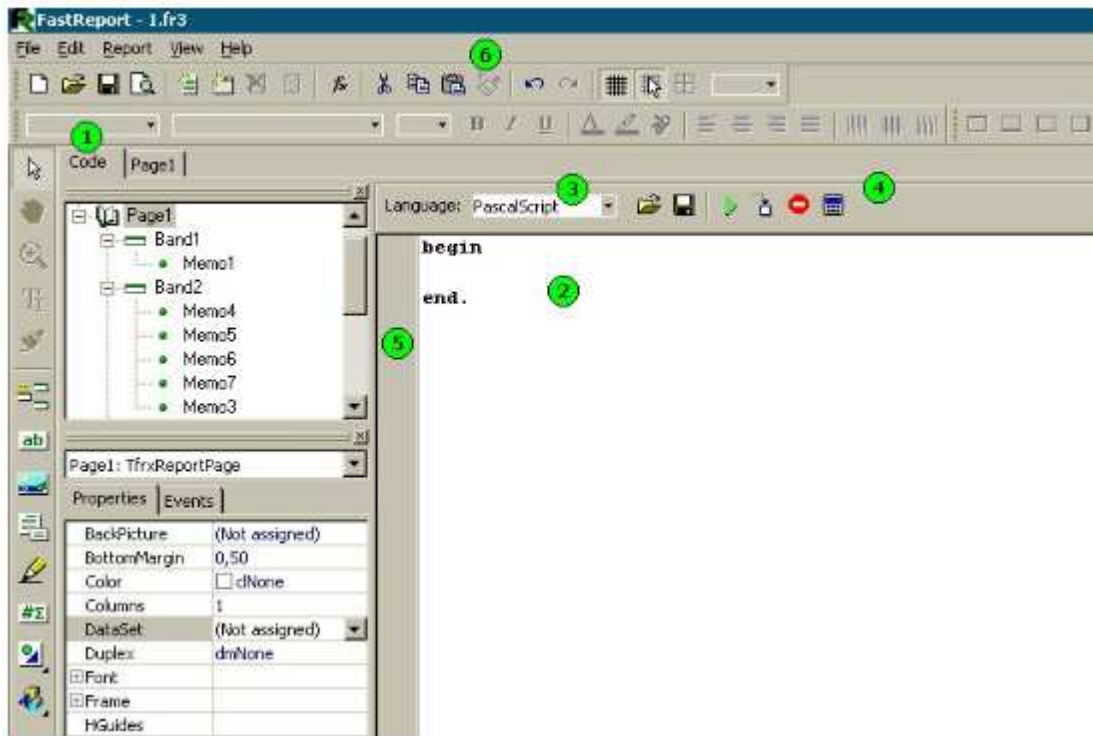 FastReport - 1.fr3
File Edit Report View Help
6
B I U
1
Code Page1
3
4
Language: PascalScript
Page1
Band1
Memo1
Band2
Memo4
Memo5
Memo6
Memo7
Memo3
begin
end.
2
5
ab
Page1: TfrxReportPage
Properties Events
BackPicture (Not assigned)
BottomMargin 0,50
Color clNone
Columns 1
DataSet (Not assigned)
Duplex dmNone
Font
Frame
HGuides
#Σ